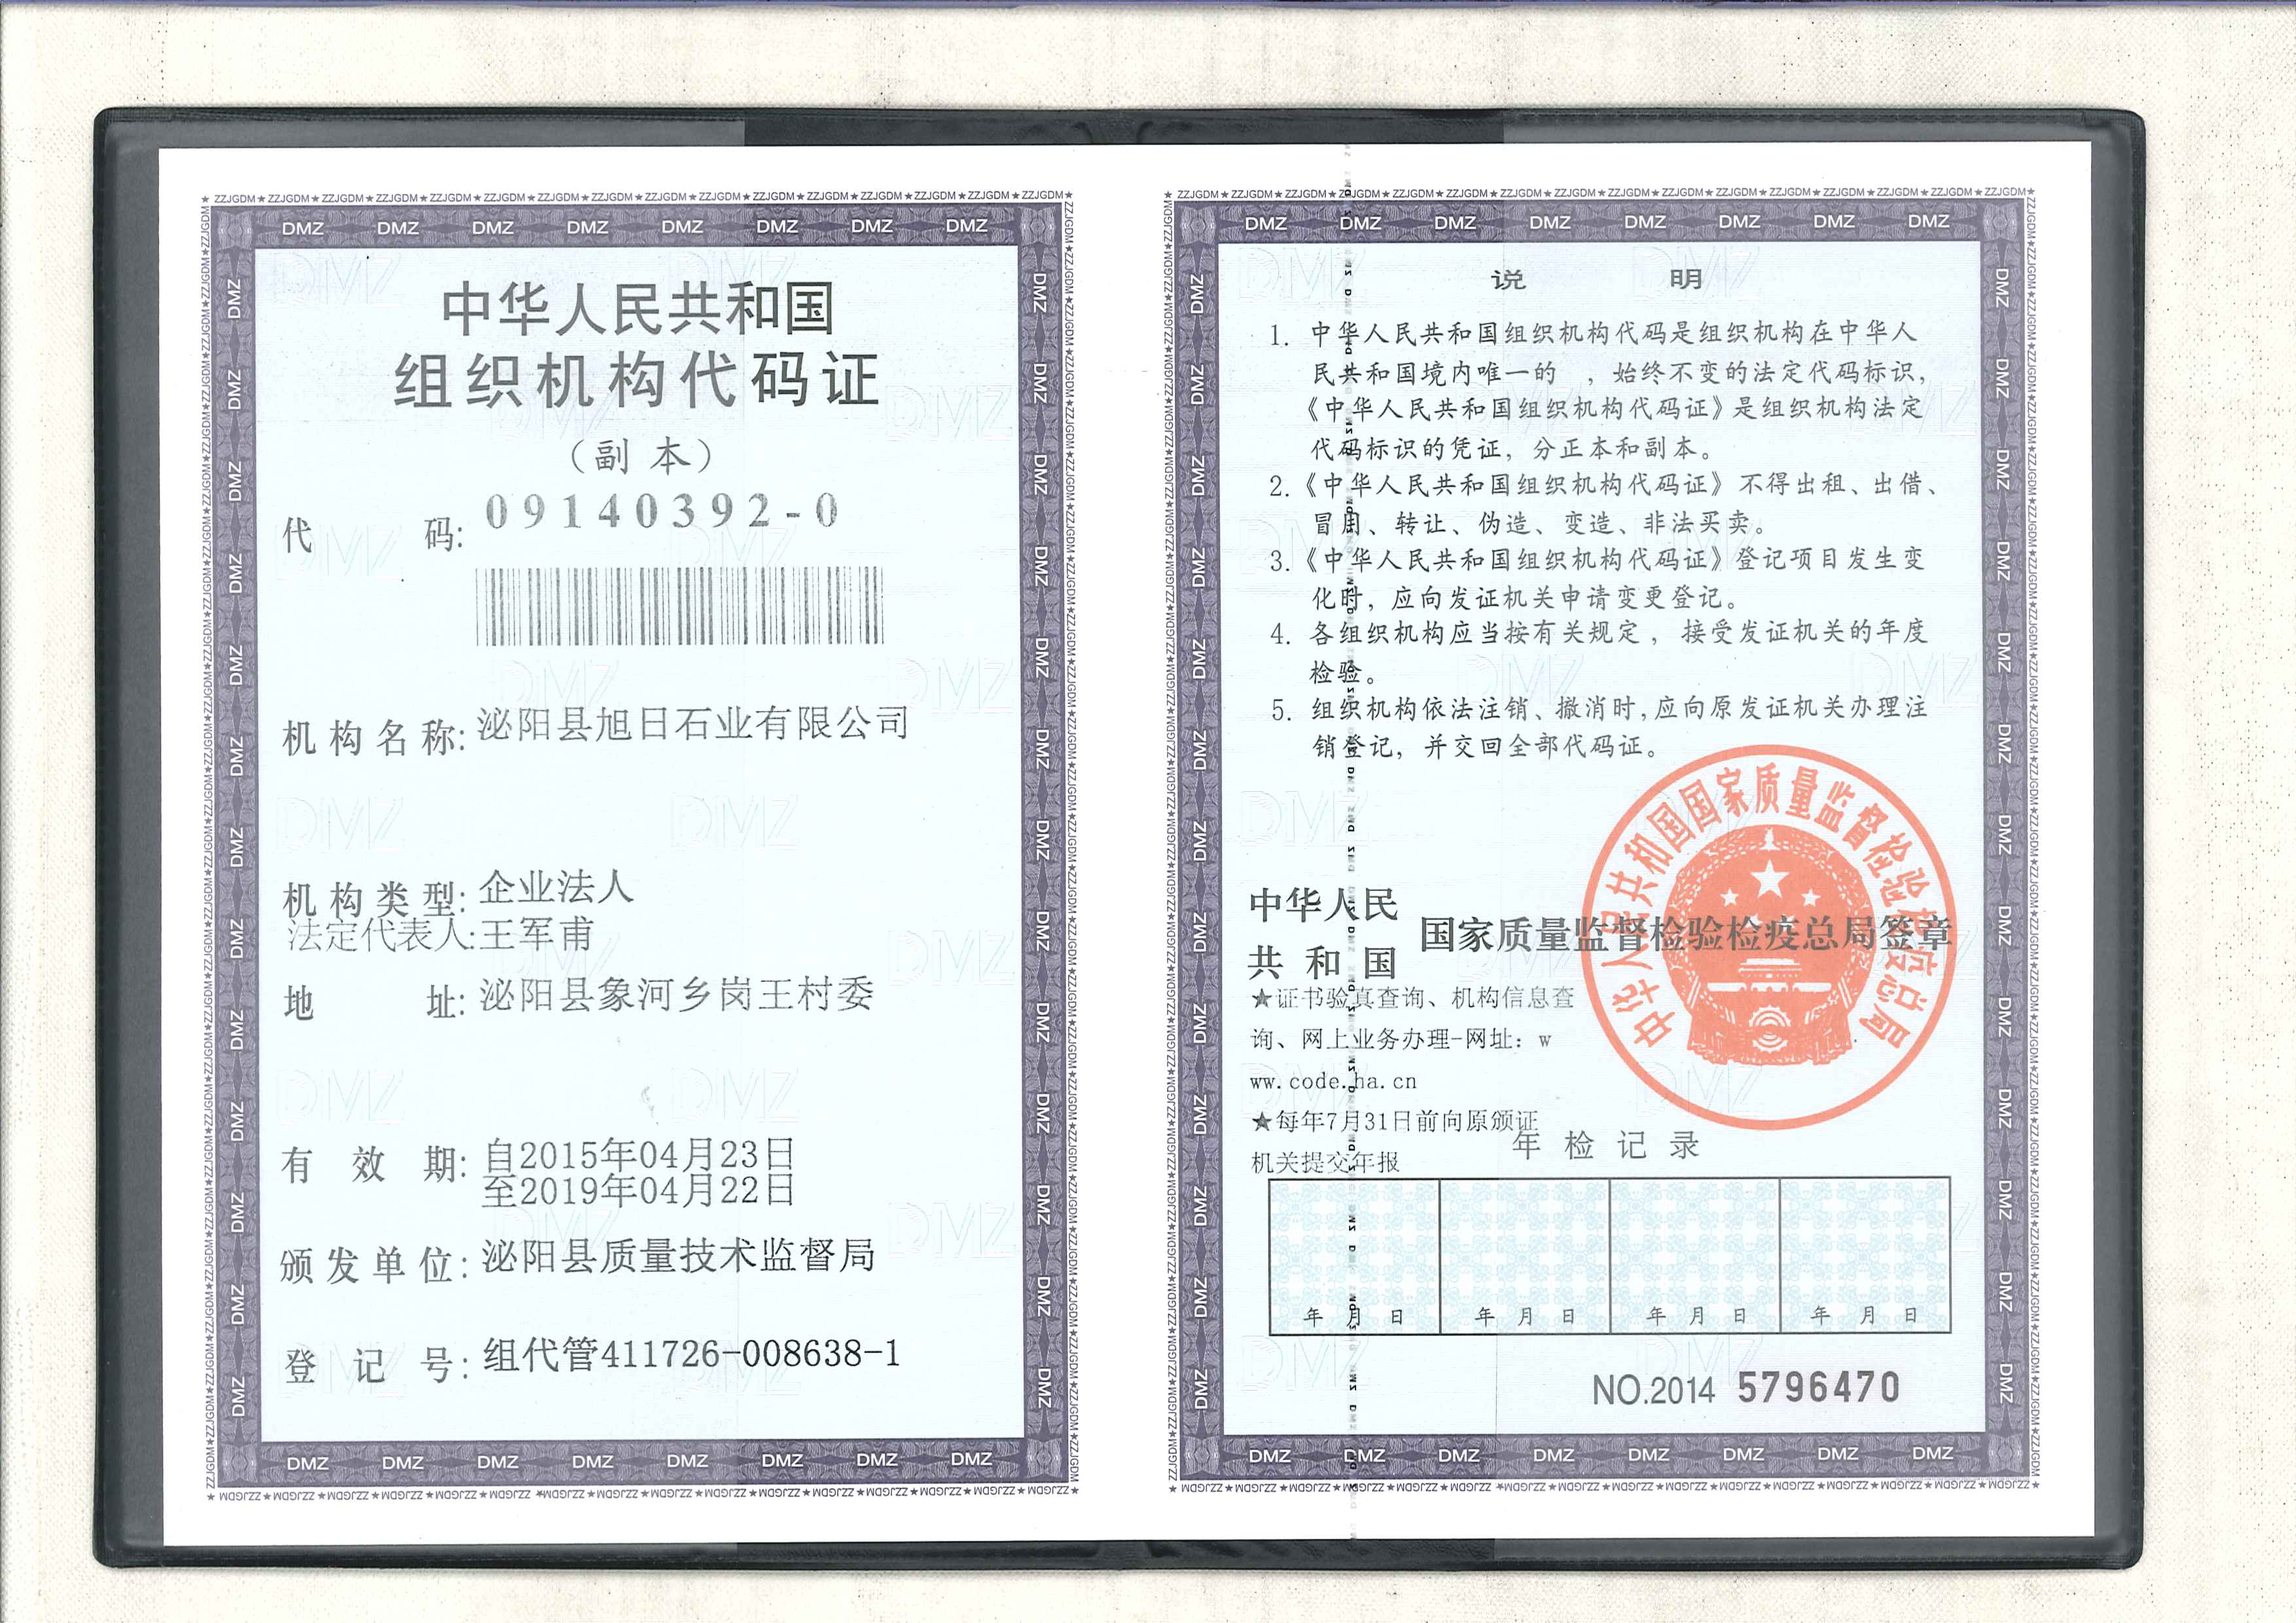 中华人民共和国
组织机构代码证
（副 本）
代 码: 09140392-0
机构名称: 泌阳县旭日石业有限公司
机构类型: 企业法人
法定代表人: 王军甫
地 址: 泌阳县象河乡岗王村委
有 效 期: 自2015年04月23日
至2019年04月22日
颁发单位: 泌阳县质量技术监督局
登 记 号: 组代管411726-008638-1
说 明
1. 中华人民共和国组织机构代码是组织机构在中华人
民共和国境内唯一的 ，始终不变的法定代码标识，
《中华人民共和国组织机构代码证》是组织机构法定
代码标识的凭证，分正本和副本。
2.《中华人民共和国组织机构代码证》不得出租、出借、
冒用、转让、伪造、变造、非法买卖。
3.《中华人民共和国组织机构代码证》登记项目发生变
化时，应向发证机关申请变更登记。
4. 各组织机构应当按有关规定，接受发证机关的年度
检验。
5. 组织机构依法注销、撤消时，应向原发证机关办理注
销登记，并交回全部代码证。
中华人民共和国国家质量监督检验检疫总局
中华人民
共和国
国家质量监督检验检疫总局签章
★证书验真查询、机构信息查
询、网上业务办理-网址：w
ww.code.ha.cn
★每年7月31日前向原颁证
机关提交年报
年检记录
年 月 日 年 月 日 年 月 日 年 月 日
NO.2014 5796470